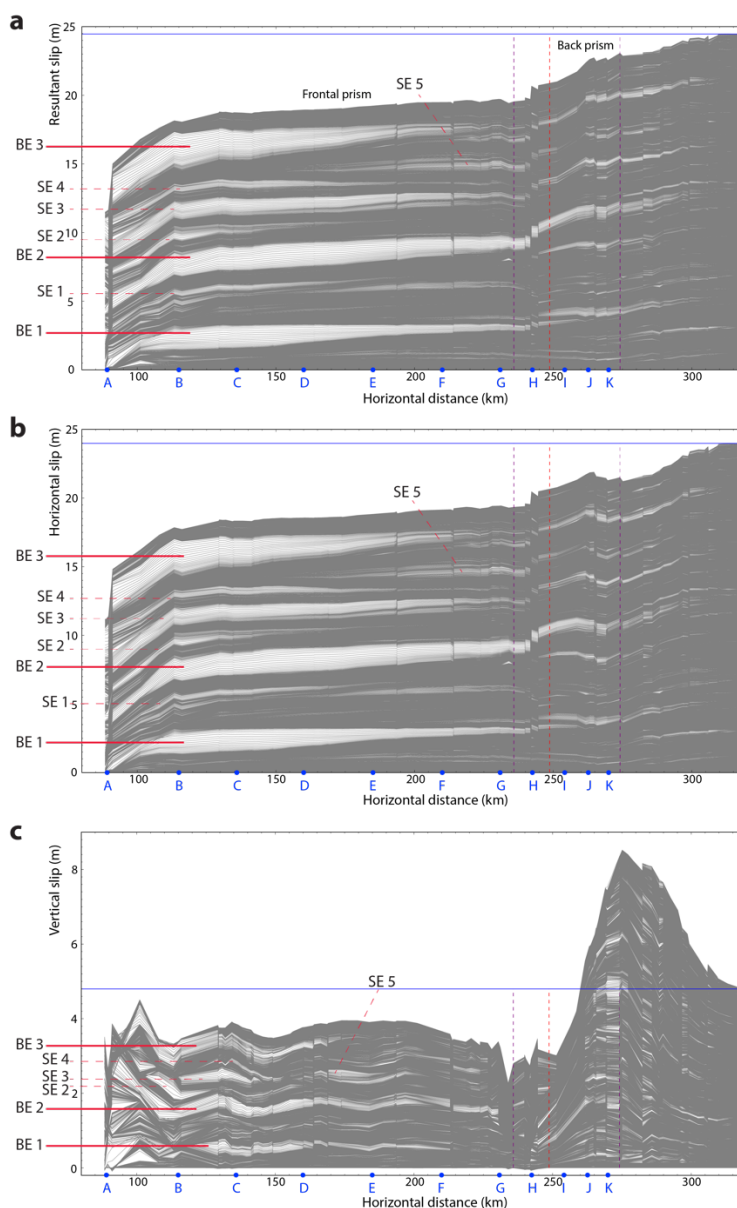 a
25
Resultant slip (m)
Back prism
SE 5
Frontal prism
20
BE 3
15
SE 4
SE 3
SE 2
10
BE 2
SE 1
5
BE 1
0
100
150
200
250
300
A B C D E F G H I J K
Horizontal distance (km)
b
25
Horizontal slip (m)
SE 5
20
BE 3
15
SE 4
SE 3
10
SE 2
BE 2
SE 1
5
BE 1
0
100
150
200
250
300
A B C D E F G H I J K
Horizontal distance (km)
c
Vertical slip (m)
8
6
SE 5
4
BE 3
SE 4
SE 3
SE 2
2
BE 2
BE 1
0
100
150
200
250
300
A B C D E F G H I J K
Horizontal distance (km)